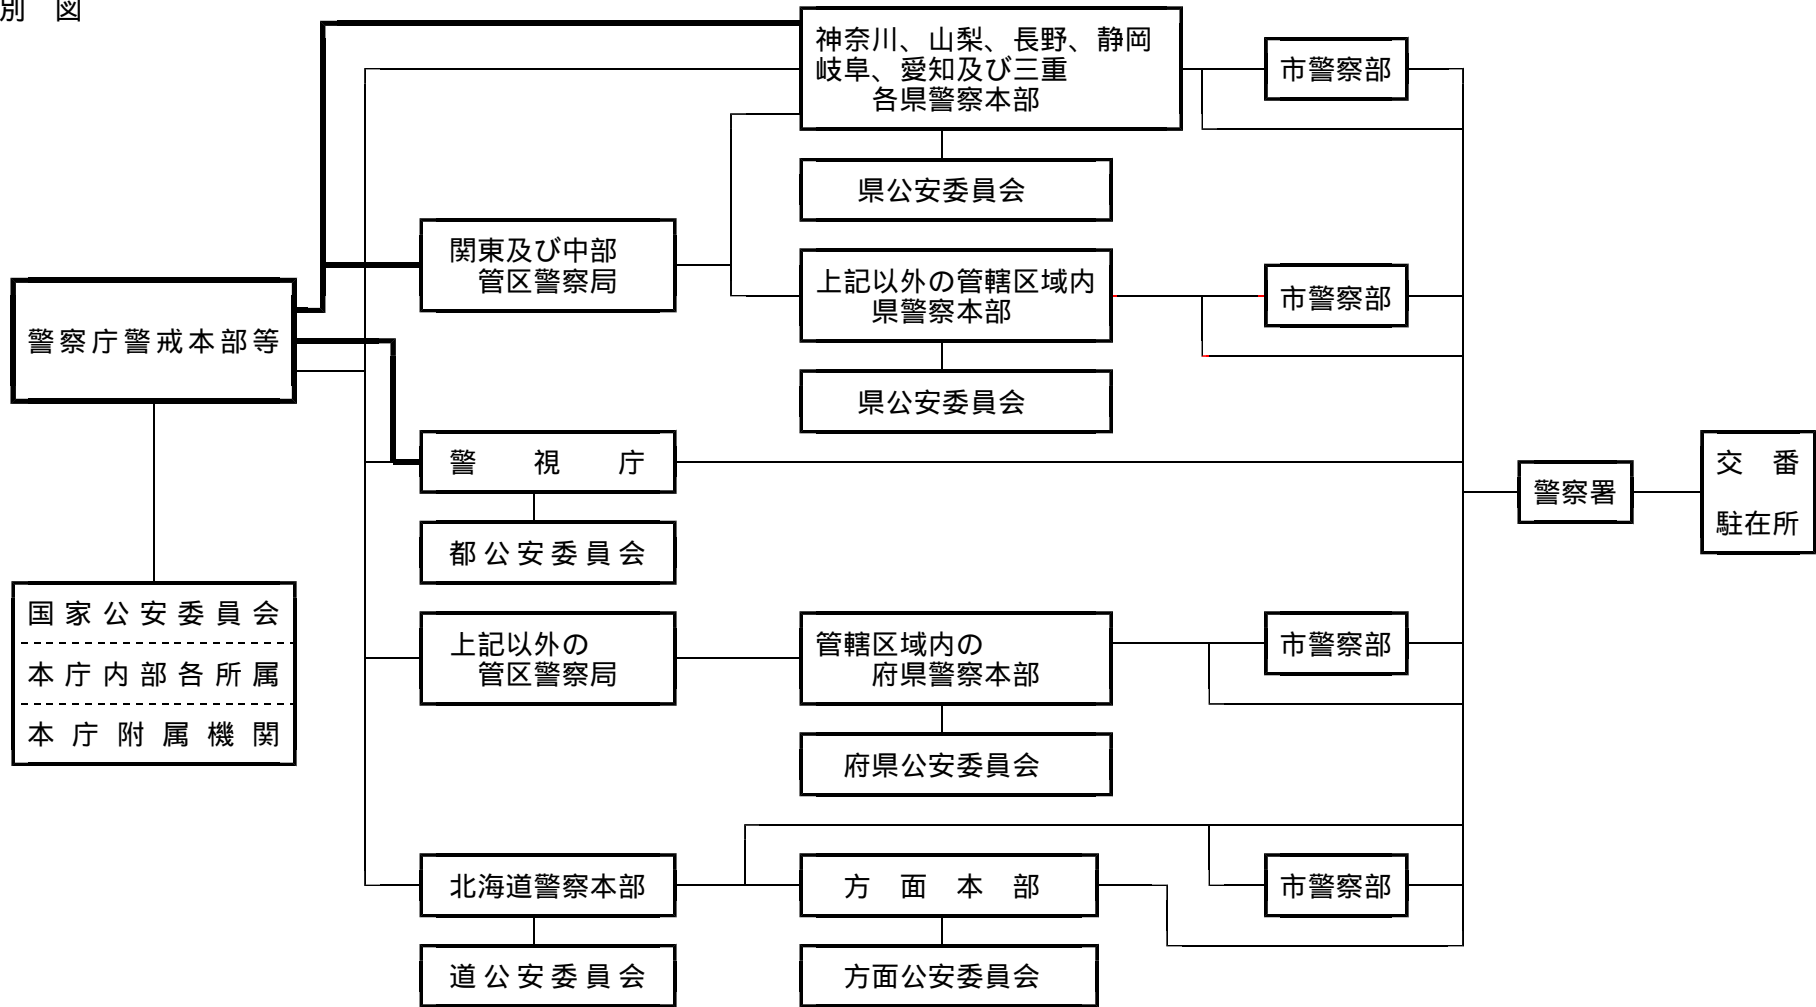 別　図
神奈川、山梨、長野、静岡
岐阜、愛知及び三重
各県警察本部
市警察部
県公安委員会
関東及び中部
管区警察局
上記以外の管轄区域内
県警察本部
市警察部
警察庁警戒本部等
県公安委員会
警　視　庁
都公安委員会
警察署
交　番
駐在所
国家公安委員会
本庁内部各所属
本庁附属機関
上記以外の
管区警察局
管轄区域内の
府県警察本部
市警察部
府県公安委員会
北海道警察本部
方　面　本　部
市警察部
道公安委員会
方面公安委員会